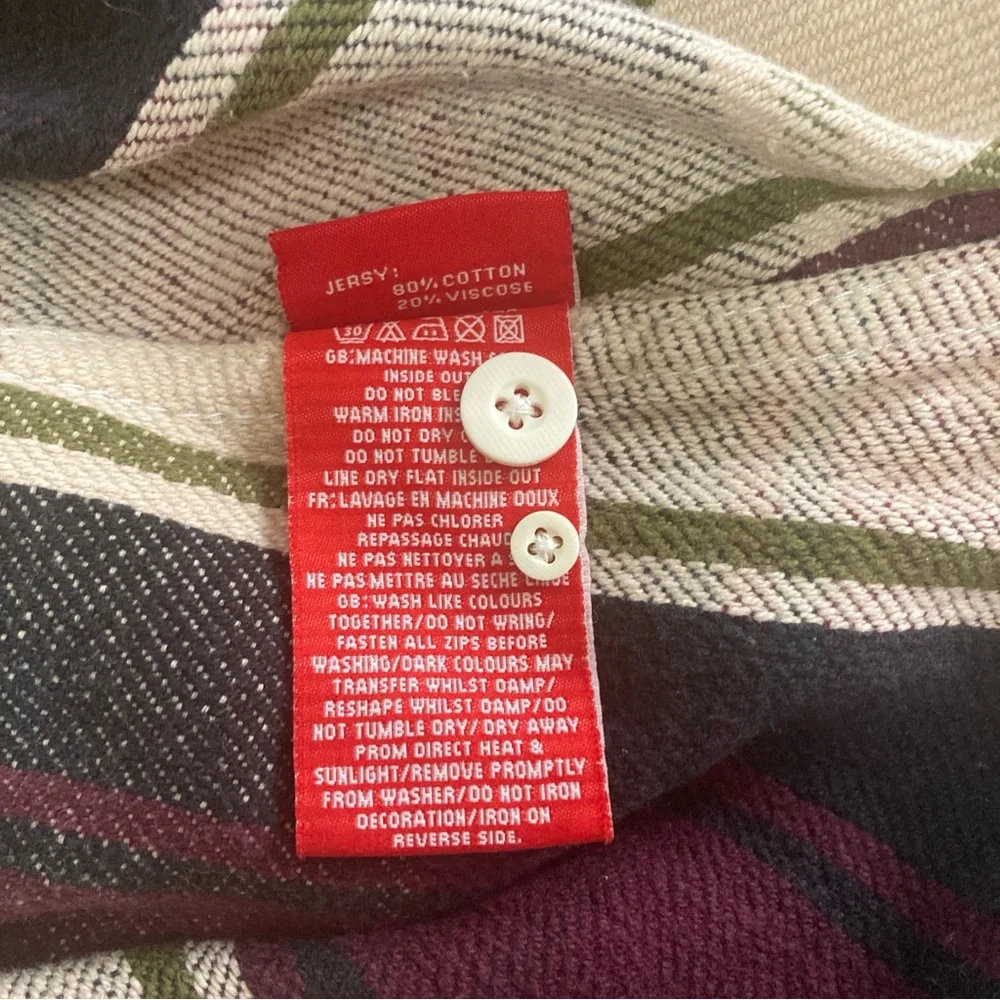 JERSY:
80% COTTON
20% VISCOSE
30
GB:MACHINE WASH
INSIDE OUT
DO NOT
WARM IRON
DO NOT DRY
DO NOT TUMBLE
LINE DRY FLAT INSIDE OUT
FR:LAVAGE EN MACHINE DOUX
NE PAS CHLORER
REPASSAGE CHAUD
NE PAS NETTOYER A
NE PAS METTRE AU SECHE LINGE
GB: WASH LIKE COLOURS
TOGETHER/DO NOT WRING/
FASTEN ALL ZIPS BEFORE
WASHING/DARK COLOURS MAY
TRANSFER WHILST DAMP/
RESHAPE WHILST DAMP/DO
NOT TUMBLE DRY/DRY AWAY
PROM DIRECT HEAT &
SUNLIGHT/REMOVE PROMPTLY
FROM WASHER/DO NOT IRON
DECORATION/IRON ON
REVERSE SIDE.